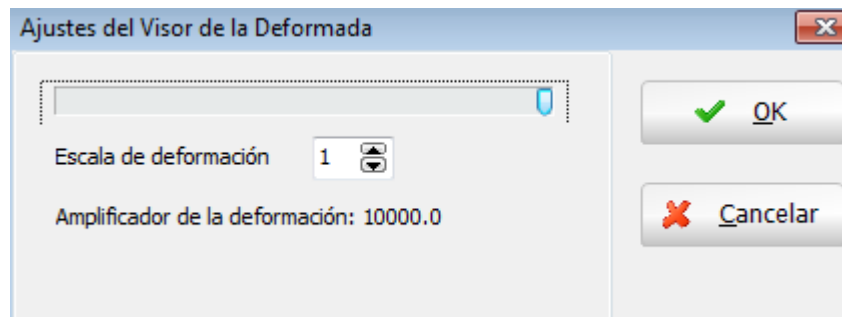 Ajustes del Visor de la Deformada
OK
Escala de deformación 1
Amplificador de la deformación: 10000.0
Cancelar